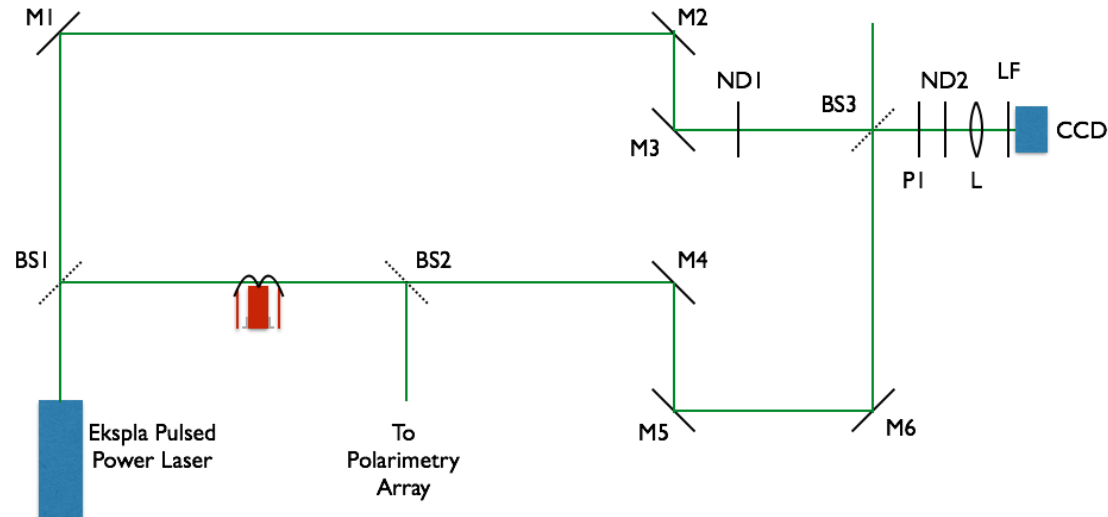 M1
M2
ND1
ND2
LF
BS3
CCD
M3
P1
L
BS1
BS2
M4
Ekspla Pulsed
Power Laser
To
Polarimetry
Array
M5
M6